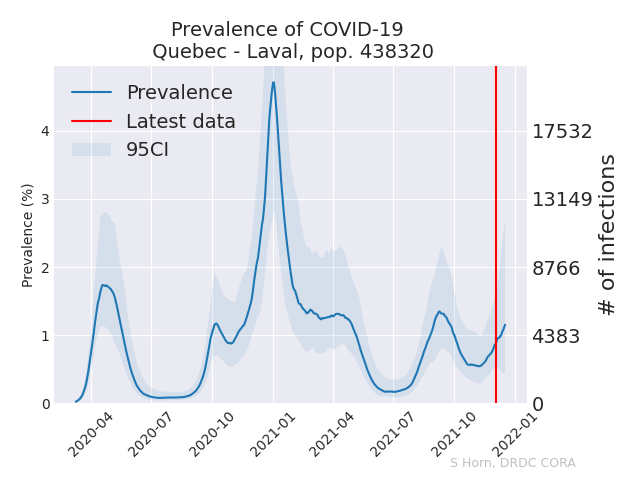 Prevalence of COVID-19
Quebec - Laval, pop. 438320
Prevalence
Latest data
95CI
Prevalence (%)
4
3
2
1
0
17532
13149
8766
4383
0
# of infections
2020-04
2020-07
2020-10
2021-01
2021-04
2021-07
2021-10
2022-01
S Horn, DRDC CORA